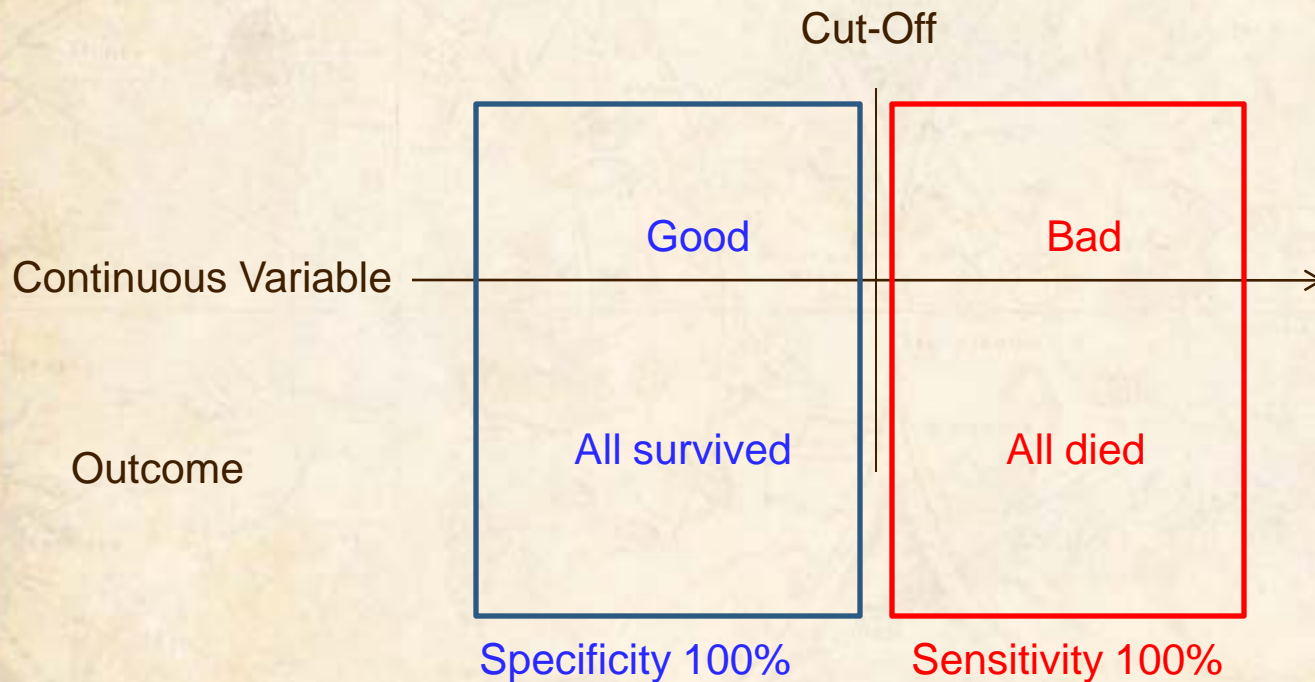 Cut-Off
Good
Bad
Continuous Variable
All survived
All died
Outcome
Specificity 100%
Sensitivity 100%